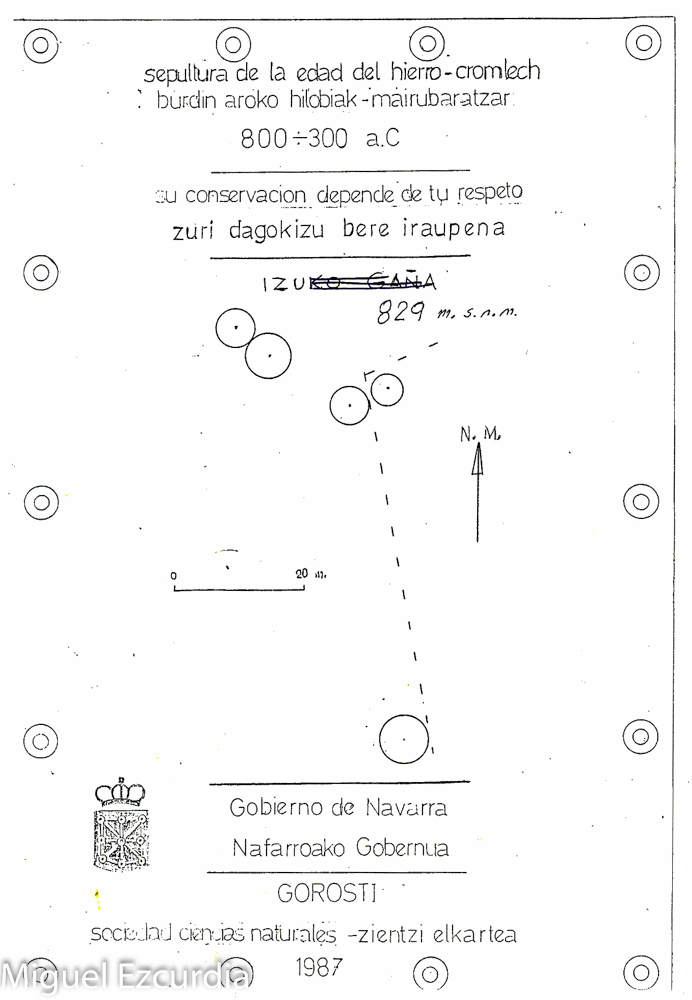 sepultura de la edad del hierro-cromlech
burdin aroko hilobiak-mairubaratzar
800÷300 a.C
su conservacion depende de tu respeto
zuri dagokizu bere iraupena
IZUKO GAÑA
829 m. s.n.m.
N. M.
0 20 m.
Gobierno de Navarra
Nafarroako Gobernua
GOROSTI
sociedad ciencias naturales -zientzi elkartea
1987
Miguel Ezcurdia